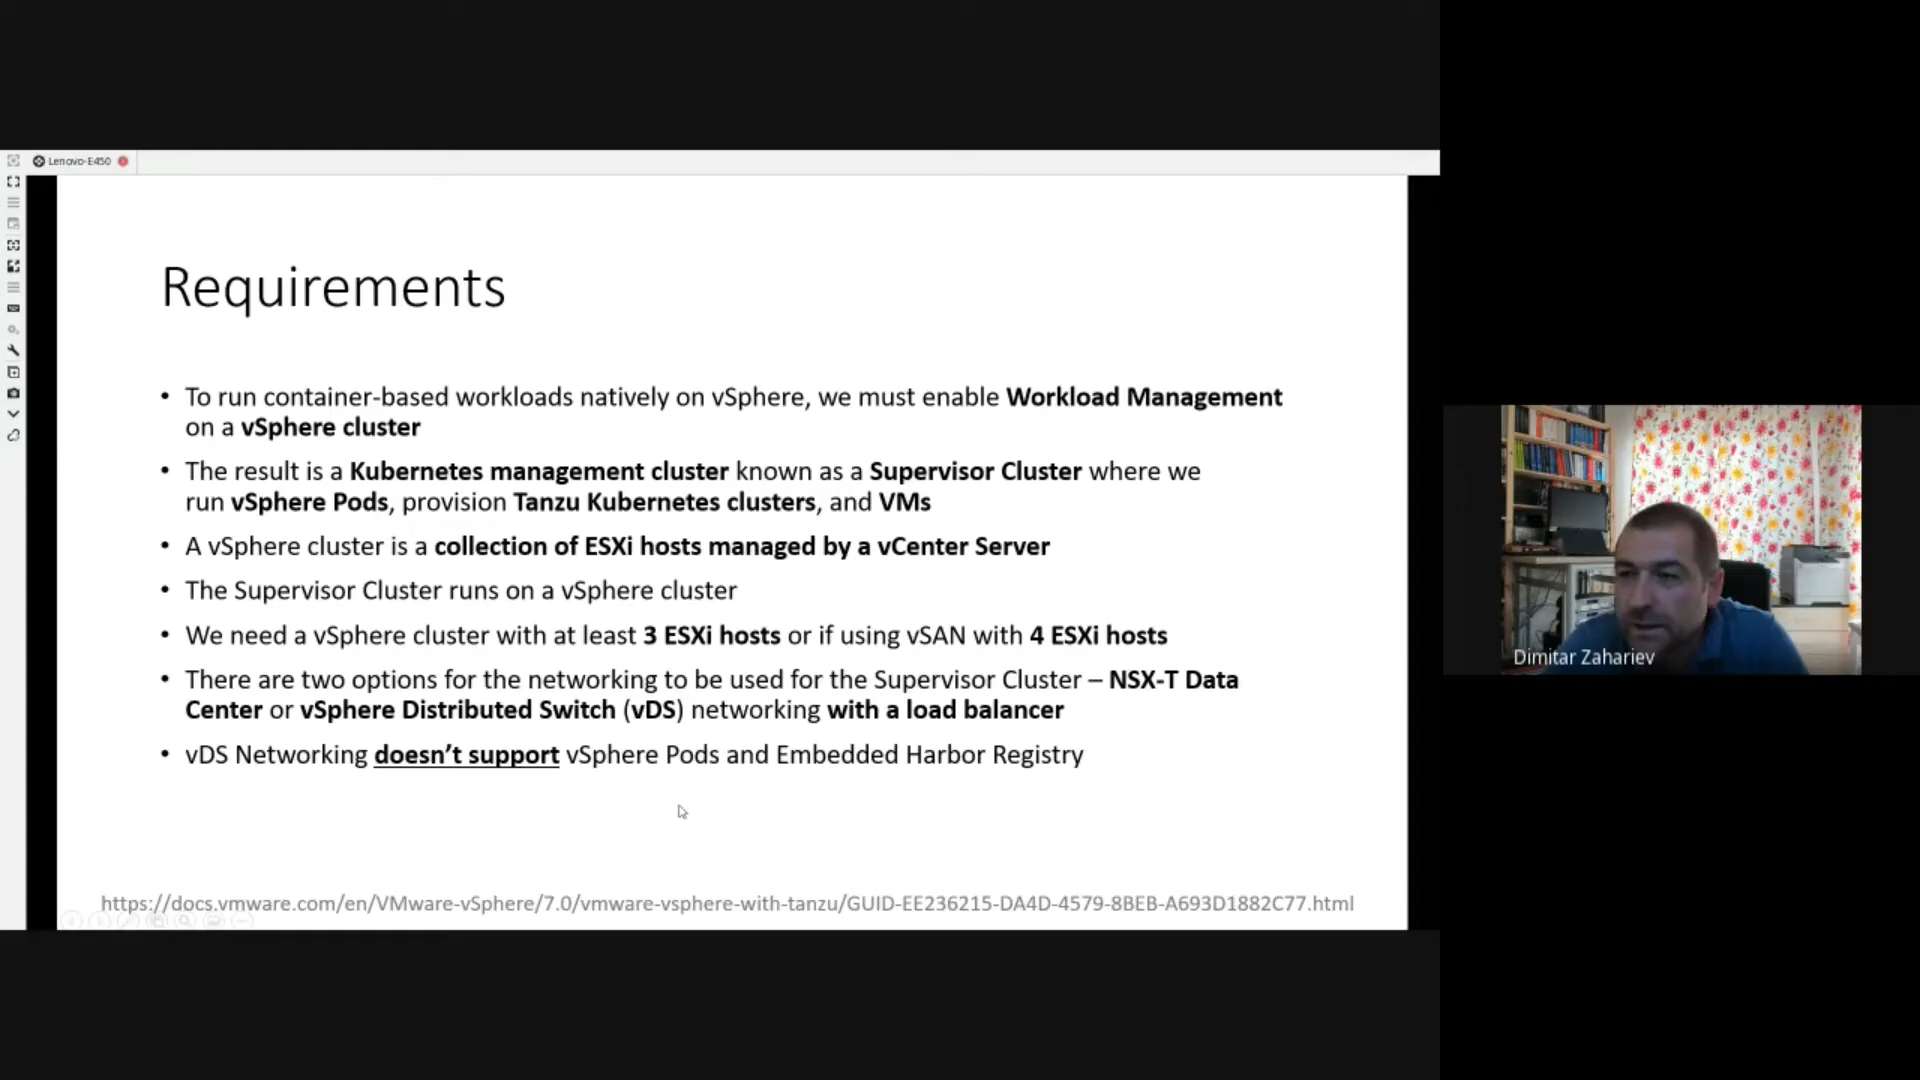 Lenovo-E450
Requirements
• To run container-based workloads natively on vSphere, we must enable Workload Management
on a vSphere cluster
• The result is a Kubernetes management cluster known as a Supervisor Cluster where we
run vSphere Pods, provision Tanzu Kubernetes clusters, and VMs
• A vSphere cluster is a collection of ESXi hosts managed by a vCenter Server
• The Supervisor Cluster runs on a vSphere cluster
• We need a vSphere cluster with at least 3 ESXi hosts or if using vSAN with 4 ESXi hosts
• There are two options for the networking to be used for the Supervisor Cluster – NSX-T Data
Center or vSphere Distributed Switch (vDS) networking with a load balancer
• vDS Networking doesn’t support vSphere Pods and Embedded Harbor Registry
https://docs.vmware.com/en/VMware-vSphere/7.0/vmware-vsphere-with-tanzu/GUID-EE236215-DA4D-4579-8BEB-A693D1882C77.html
Dimitar Zahariev